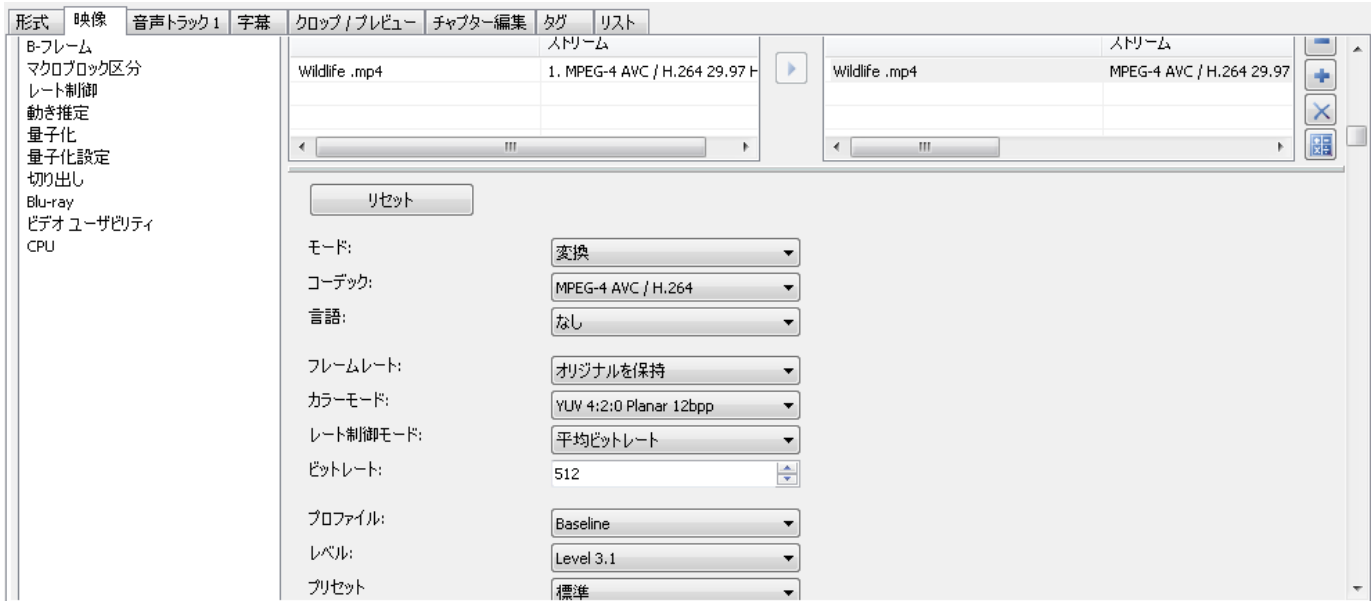 形式 映像 音声トラック 1 字幕 クロップ / プレビュー チャプター編集 タグ リスト
B-フレーム
マクロブロック区分
レート制御
動き推定
量子化
量子化設定
切り出し
Blu-ray
ビデオ ユーザビリティ
CPU
ストリーム ストリーム
Wildlife .mp4 1. MPEG-4 AVC / H.264 29.97 H Wildlife .mp4 MPEG-4 AVC / H.264 29.97
リセット
モード: 変換
コーデック: MPEG-4 AVC / H.264
言語: なし
フレームレート: オリジナルを保持
カラーモード: YUV 4:2:0 Planar 12bpp
レート制御モード: 平均ビットレート
ビットレート: 512
プロファイル: Baseline
レベル: Level 3.1
プリセット 標準